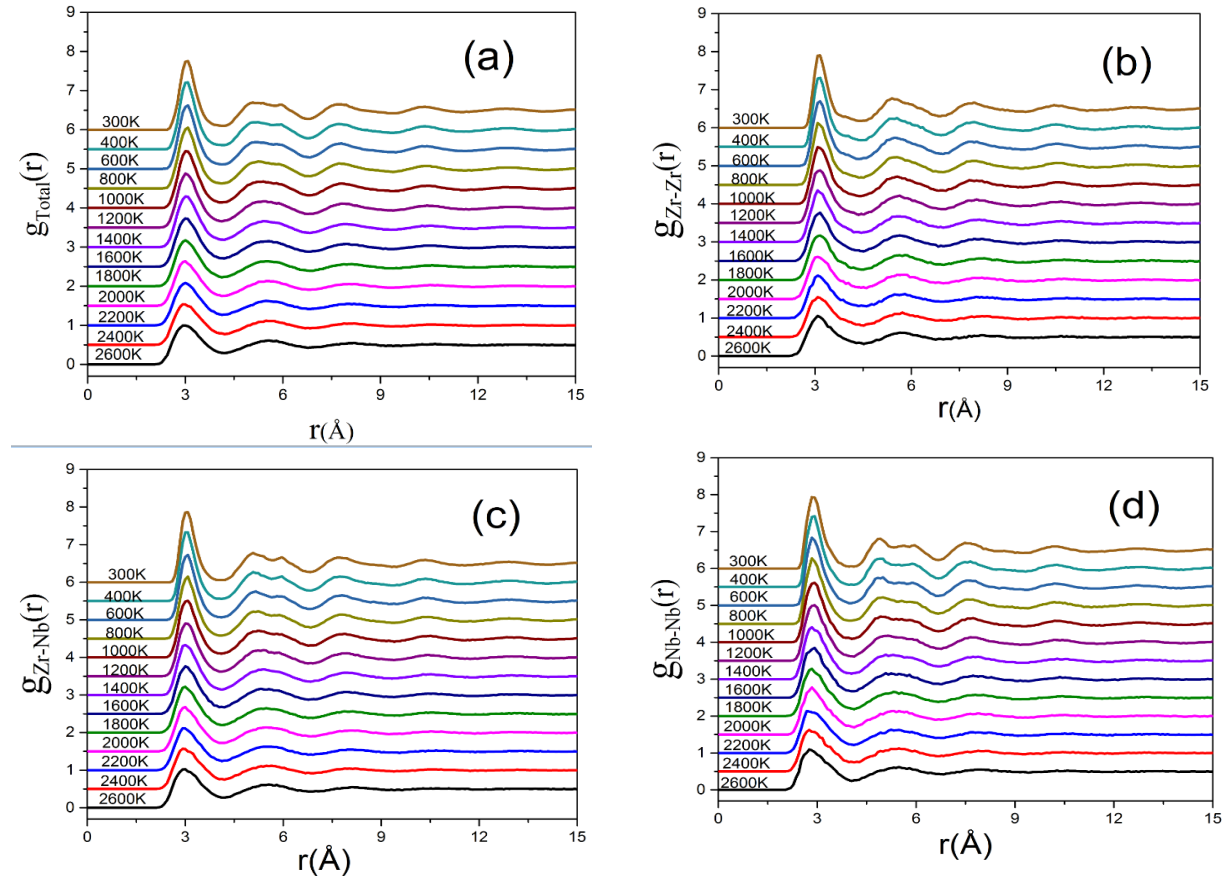 (a)
g_Total(r)
9
8
7
6
5
4
3
2
1
0
300K
400K
600K
800K
1000K
1200K
1400K
1600K
1800K
2000K
2200K
2400K
2600K
0 3 6 9 12 15
r(Å)
(b)
g_Zr-Zr(r)
9
8
7
6
5
4
3
2
1
0
300K
400K
600K
800K
1000K
1200K
1400K
1600K
1800K
2000K
2200K
2400K
2600K
0 3 6 9 12 15
r(Å)
(c)
g_Zr-Nb(r)
9
8
7
6
5
4
3
2
1
0
300K
400K
600K
800K
1000K
1200K
1400K
1600K
1800K
2000K
2200K
2400K
2600K
0 3 6 9 12 15
r(Å)
(d)
g_Nb-Nb(r)
9
8
7
6
5
4
3
2
1
0
300K
400K
600K
800K
1000K
1200K
1400K
1600K
1800K
2000K
2200K
2400K
2600K
0 3 6 9 12 15
r(Å)